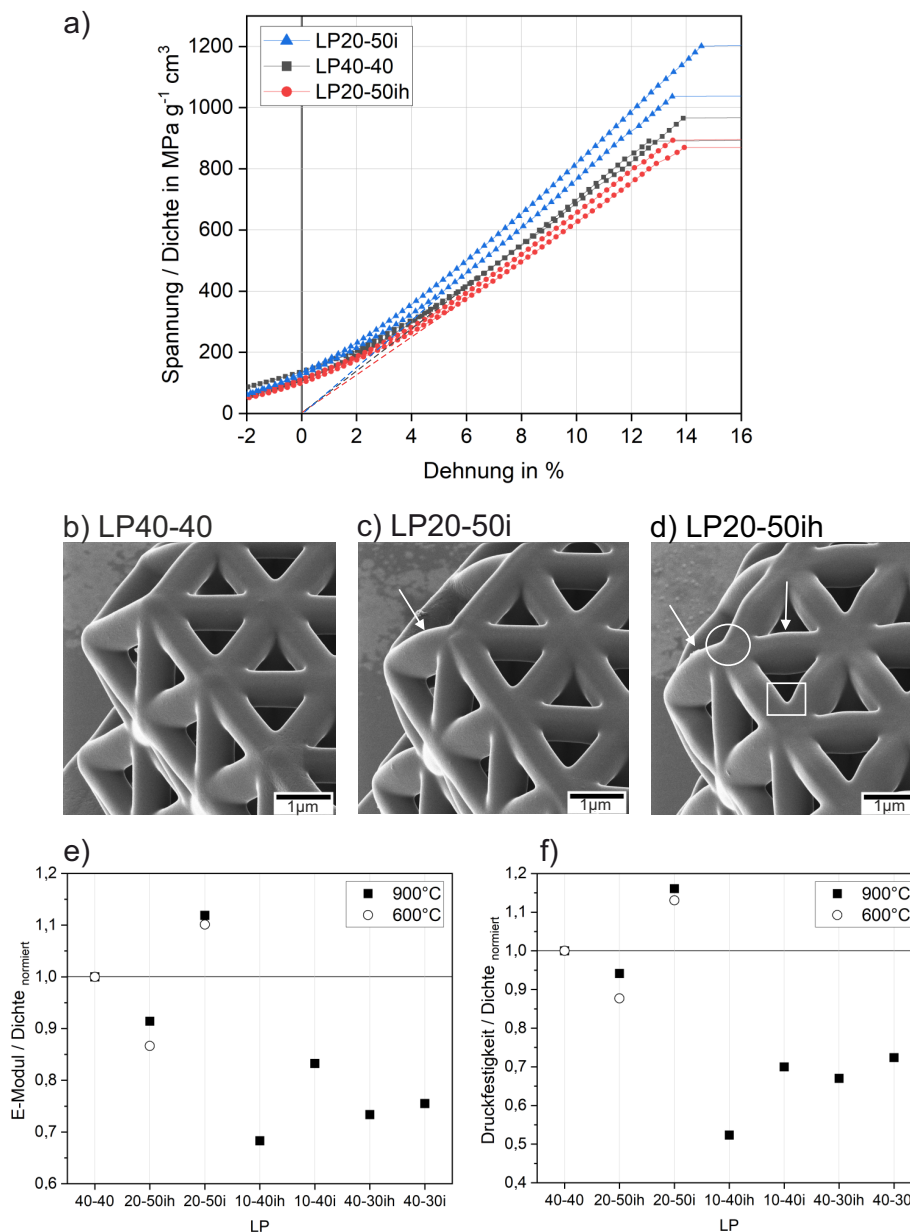 a)
LP20-50i
LP40-40
LP20-50ih
Spannung / Dichte in MPa g⁻¹ cm³
1200
1000
800
600
400
200
0
-2 0 2 4 6 8 10 12 14 16
Dehnung in %
b) LP40-40 c) LP20-50i d) LP20-50ih
1µm 1µm 1µm
e)
1,2
1,1
1,0
0,9
0,8
0,7
0,6
900°C
600°C
E-Modul / Dichte normiert
40-40 20-50ih 20-50i 10-40ih 10-40i 40-30ih 40-30i
LP
f)
1,2
1,1
1,0
0,9
0,8
0,7
0,6
0,5
0,4
900°C
600°C
Druckfestigkeit / Dichte normiert
40-40 20-50ih 20-50i 10-40ih 10-40i 40-30ih 40-30i
LP